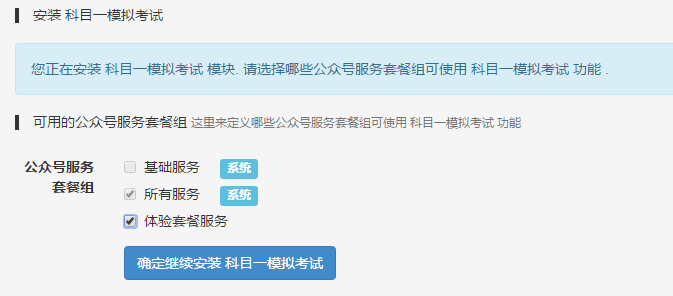 安装 科目一模拟考试
您正在安装 科目一模拟考试 模块. 请选择哪些公众号服务套餐组可使用 科目一模拟考试 功能 .
可用的公众号服务套餐组 这里来定义哪些公众号服务套餐组可使用 科目一模拟考试 功能
公众号服务 基础服务 系统
套餐组 所有服务 系统
体验套餐服务
确定继续安装 科目一模拟考试